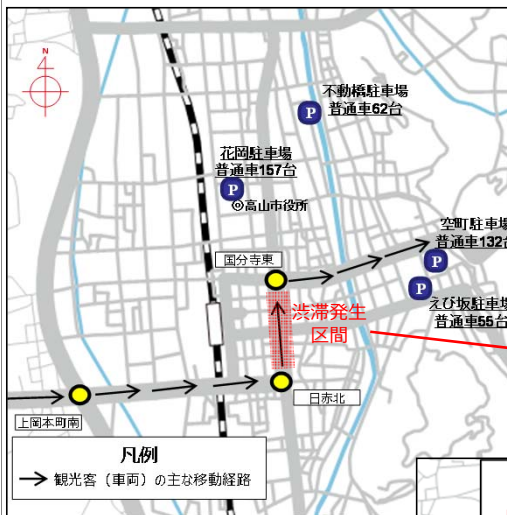 N
不動橋駐車場
普通車62台
P
花岡駐車場
普通車157台
P
◎高山市役所
空町駐車場
普通車132台
P
国分寺東
P
えび坂駐車場
普通車55台
渋滞発生
区間
日赤北
上岡本町南
凡例
→ 観光客（車両）の主な移動経路